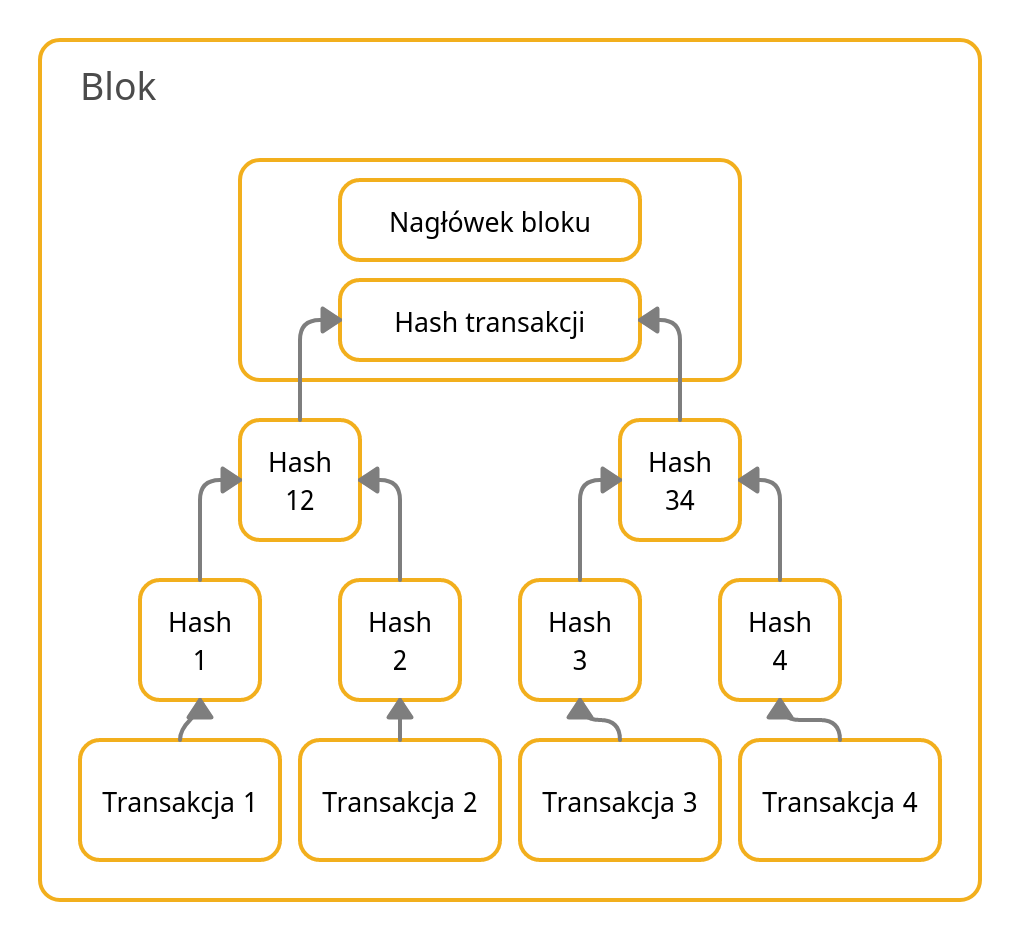 Blok
Nagłówek bloku
Hash transakcji
Hash
12
Hash
34
Hash
1
Hash
2
Hash
3
Hash
4
Transakcja 1
Transakcja 2
Transakcja 3
Transakcja 4